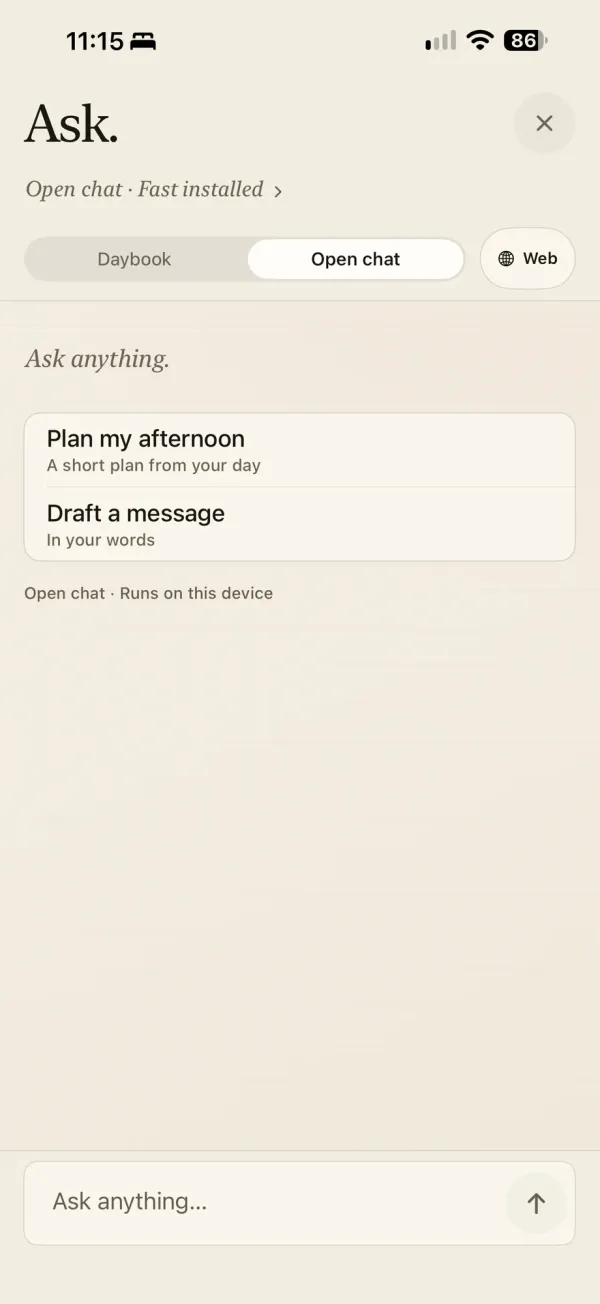 11:15
86
Ask.
Open chat · Fast installed
Daybook
Open chat
Web
Ask anything.
Plan my afternoon
A short plan from your day
Draft a message
In your words
Open chat · Runs on this device
Ask anything...